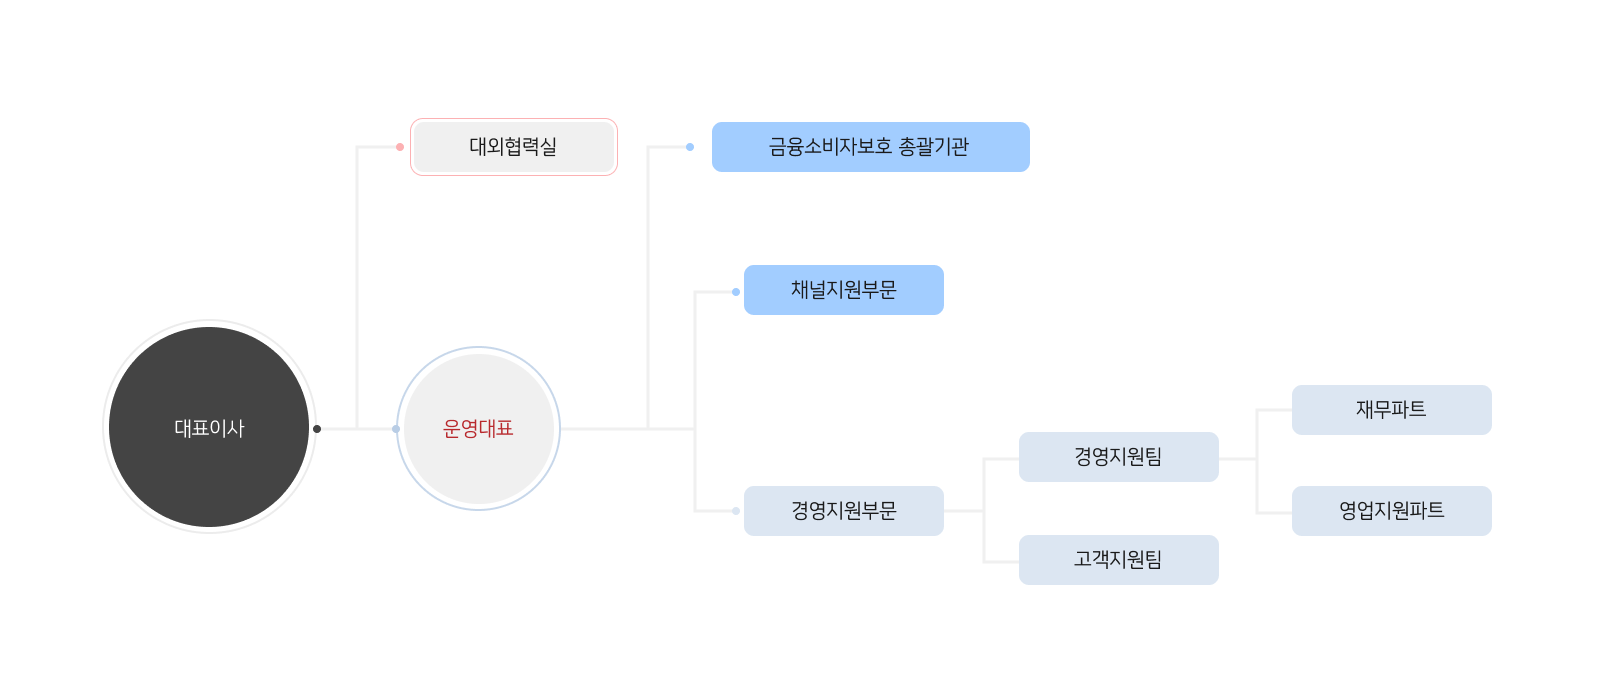 대외협력실
금융소비자보호 총괄기관
채널지원부문
대표이사
운영대표
재무파트
경영지원팀
경영지원부문
영업지원파트
고객지원팀